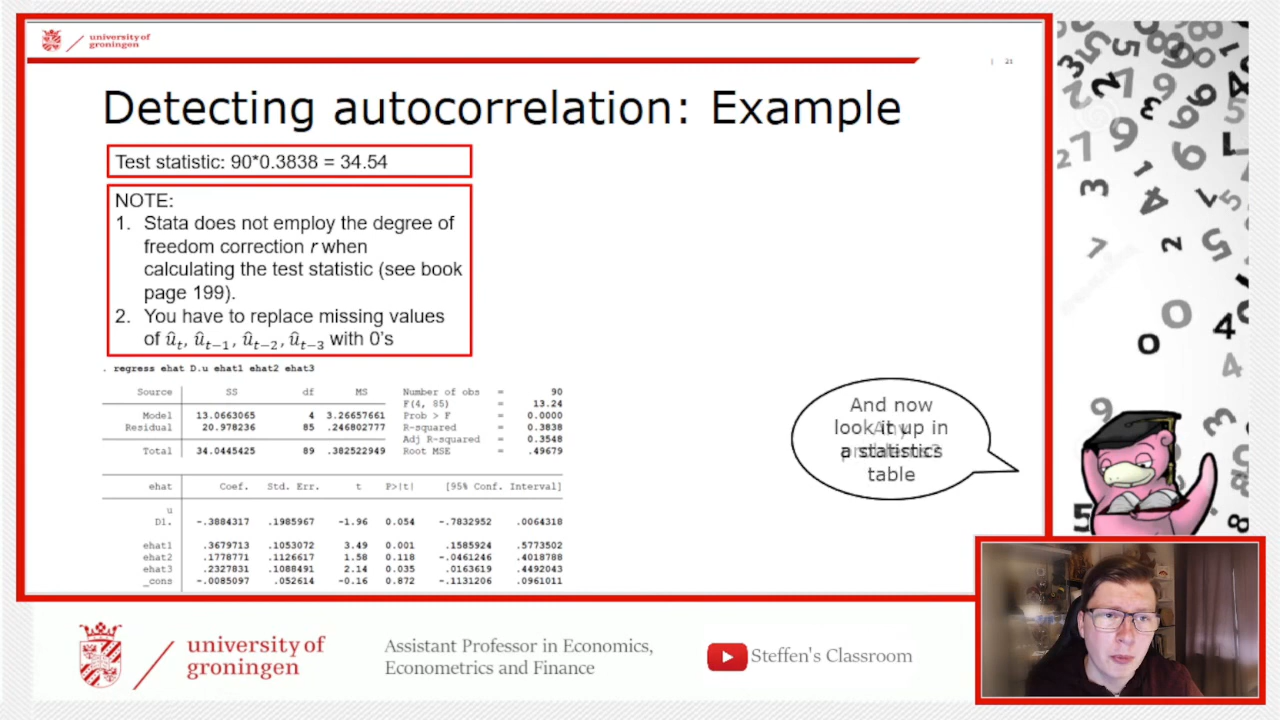 university of
groningen
| 21
Detecting autocorrelation: Example
Test statistic: 90*0.3838 = 34.54
NOTE:
1. Stata does not employ the degree of
freedom correction r when
calculating the test statistic (see book
page 199).
2. You have to replace missing values
of û_t, û_{t−1}, û_{t−2}, û_{t−3} with 0's
. regress ehat D.u ehat1 ehat2 ehat3
Source SS df MS Number of obs = 90
F(4, 85) = 13.24
Model 13.0663065 4 3.26657661 Prob > F = 0.0000
Residual 20.978236 85 .246802777 R-squared = 0.3838
Adj R-squared = 0.3548
Total 34.0445425 89 .382522949 Root MSE = .49679
ehat Coef. Std. Err. t P>|t| [95% Conf. Interval]
u
D1. -.3884317 .1985967 -1.96 0.054 -.7832952 .0064318
ehat1 .3679713 .1053072 3.49 0.001 .1585924 .5773502
ehat2 .1778771 .1126617 1.58 0.118 -.0461246 .4018788
ehat3 .2327831 .1088491 2.14 0.035 .0163619 .4492043
_cons -.0085097 .052614 -0.16 0.872 -.1131206 .0961011
And now
look it up in
a statistics
table
university of
groningen
Assistant Professor in Economics,
Econometrics and Finance
Steffen's Classroom